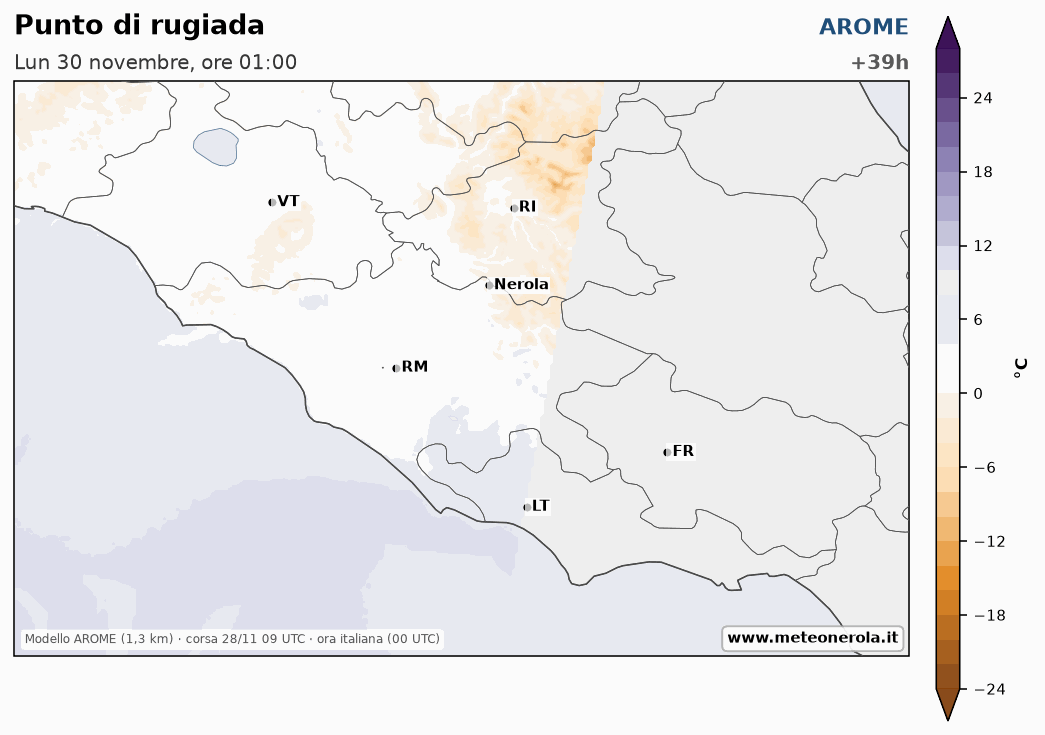 Punto di rugiada
AROME
Lun 30 novembre, ore 01:00
+39h
VT
RI
Nerola
RM
FR
LT
24
18
12
6
0
−6
−12
−18
−24
°C
Modello AROME (1,3 km) · corsa 28/11 09 UTC · ora italiana (00 UTC)
www.meteonerola.it